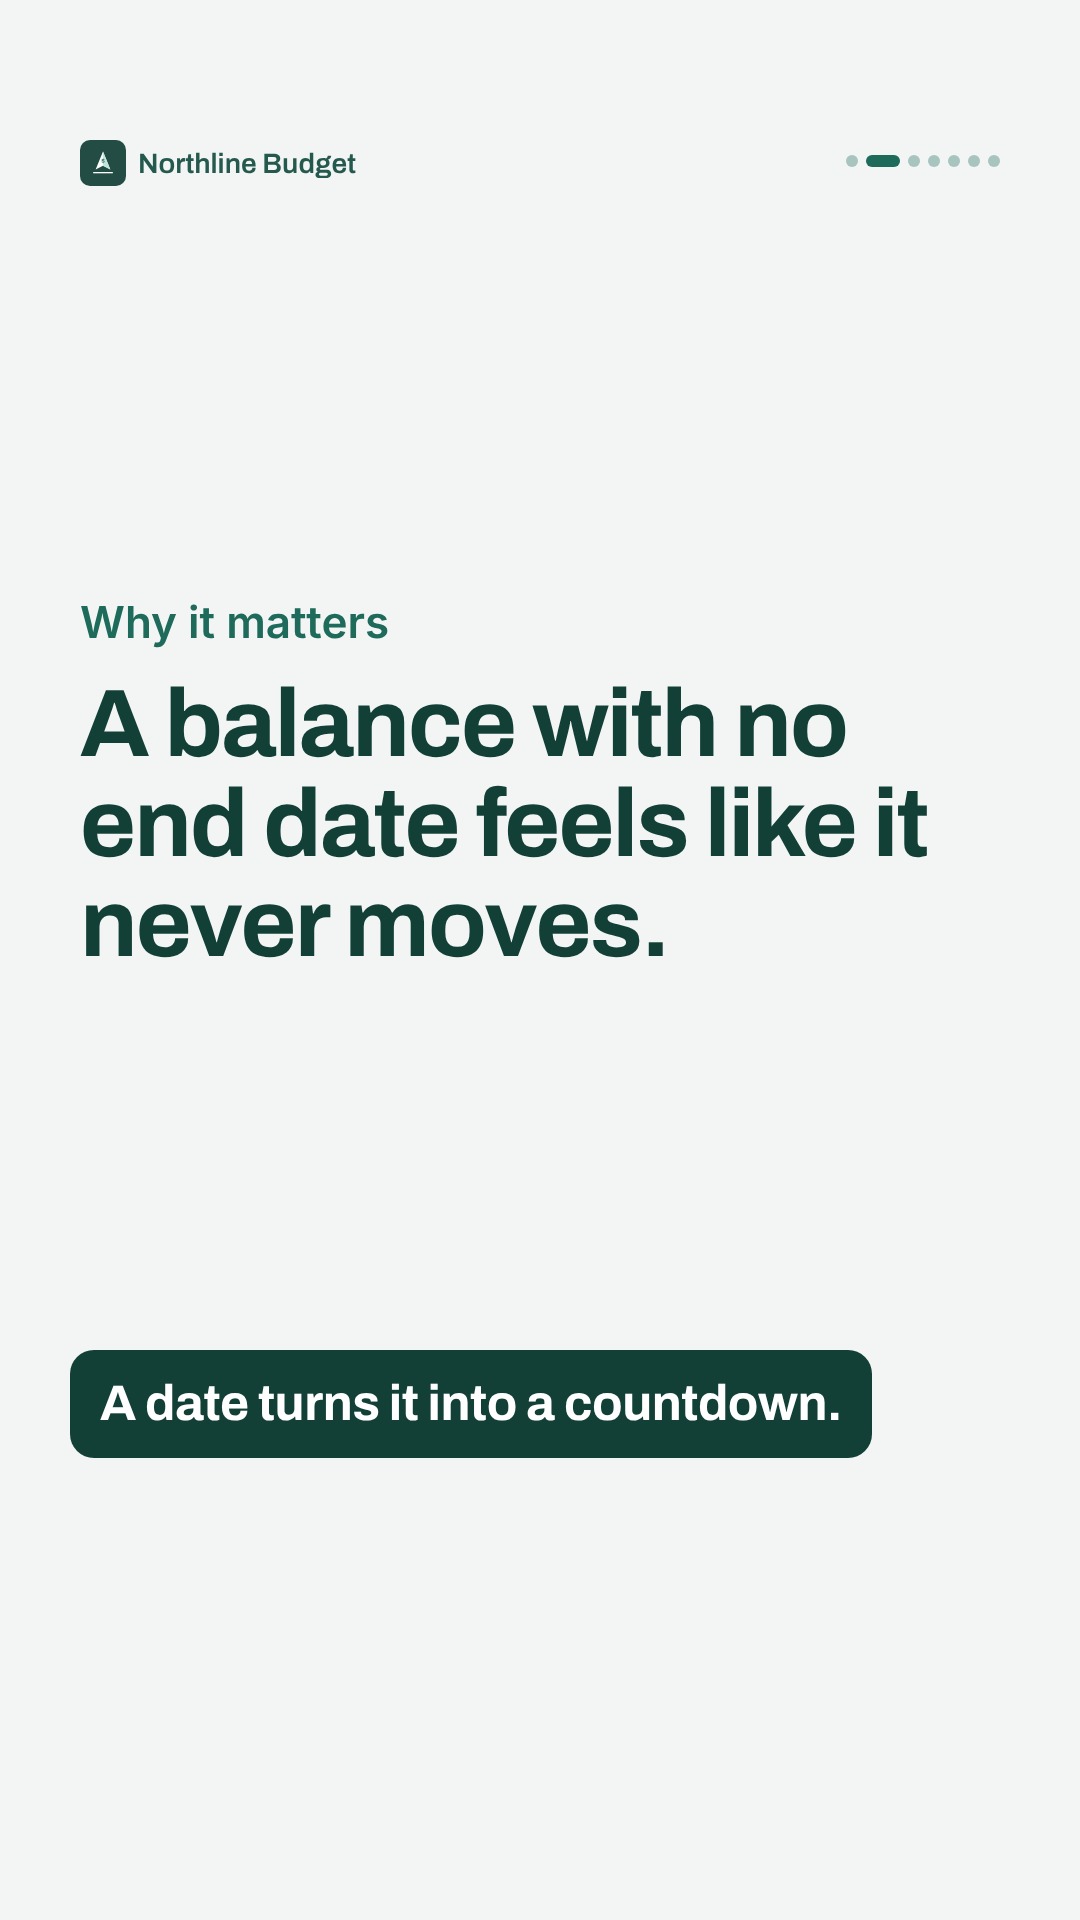 Northline Budget
Why it matters
A balance with no
end date feels like it
never moves.
A date turns it into a countdown.